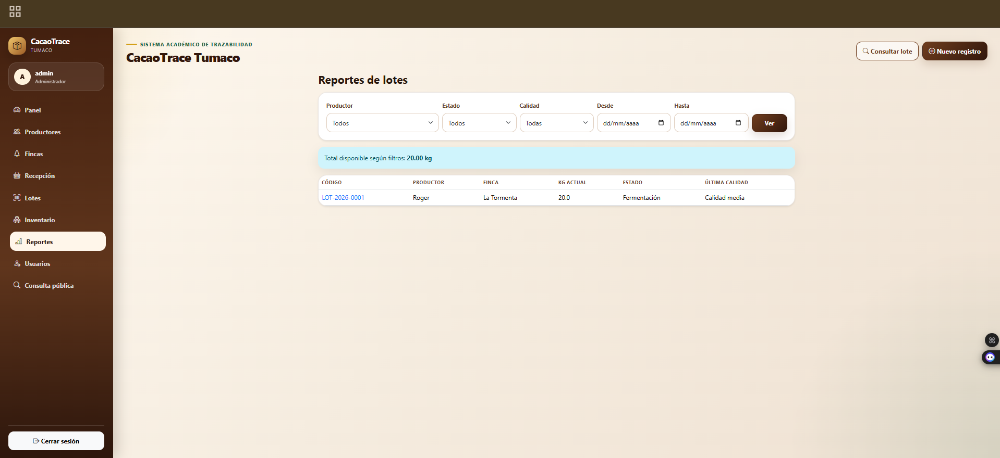 CacaoTrace
TUMACO
A
admin
Administrador
Panel
Productores
Fincas
Recepción
Lotes
Inventario
Reportes
Usuarios
Consulta pública
Cerrar sesión
SISTEMA ACADÉMICO DE TRAZABILIDAD
CacaoTrace Tumaco
Consultar lote
Nuevo registro
Reportes de lotes
Productor Estado Calidad Desde Hasta
Todos Todos Todas dd/mm/aaaa dd/mm/aaaa Ver
Total disponible según filtros: 20.00 kg
CÓDIGO PRODUCTOR FINCA KG ACTUAL ESTADO ÚLTIMA CALIDAD
LOT-2026-0001 Roger La Tormenta 20.0 Fermentación Calidad media